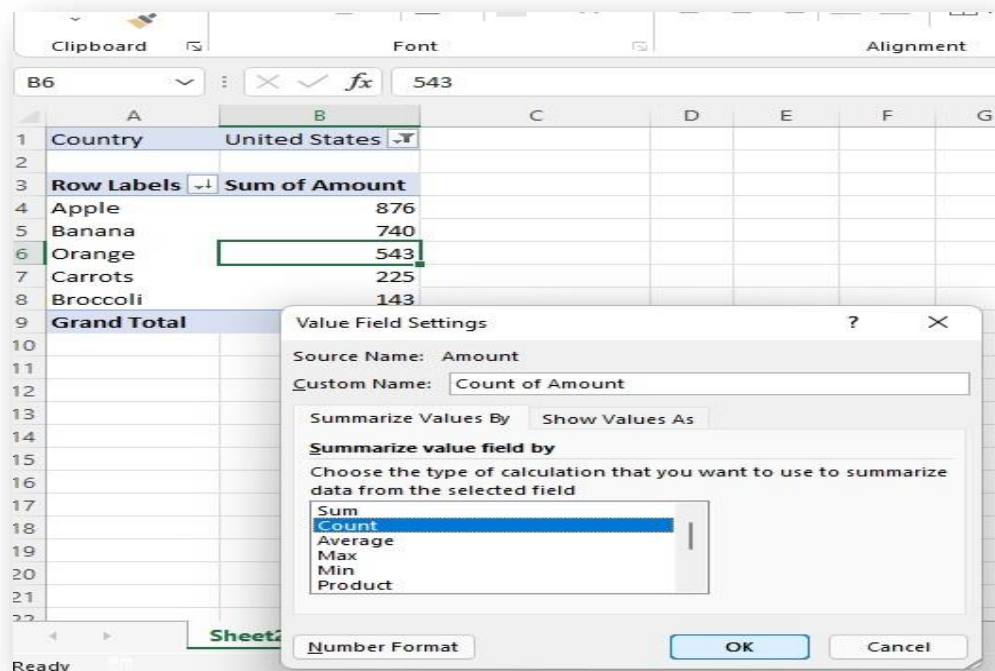 Clipboard Font Alignment
B6 fx 543
A B C D E F G
1 Country United States
2
3 Row Labels Sum of Amount
4 Apple 876
5 Banana 740
6 Orange 543
7 Carrots 225
8 Broccoli 143
9 Grand Total
Value Field Settings ? ×
10
Source Name: Amount
11
Custom Name: Count of Amount
12
13
Summarize Values By Show Values As
14
Summarize value field by
15
Choose the type of calculation that you want to use to summarize
16
data from the selected field
17
Sum
18
Count
Average
19
Max
20
Min
Product
21
22
Sheet2
Number Format OK Cancel
Ready